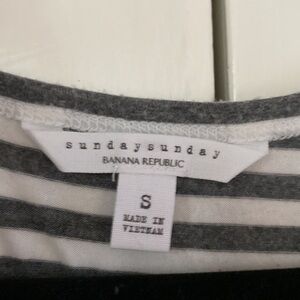 sundaysunday
BANANA REPUBLIC
S
MADE IN
VIETNAM